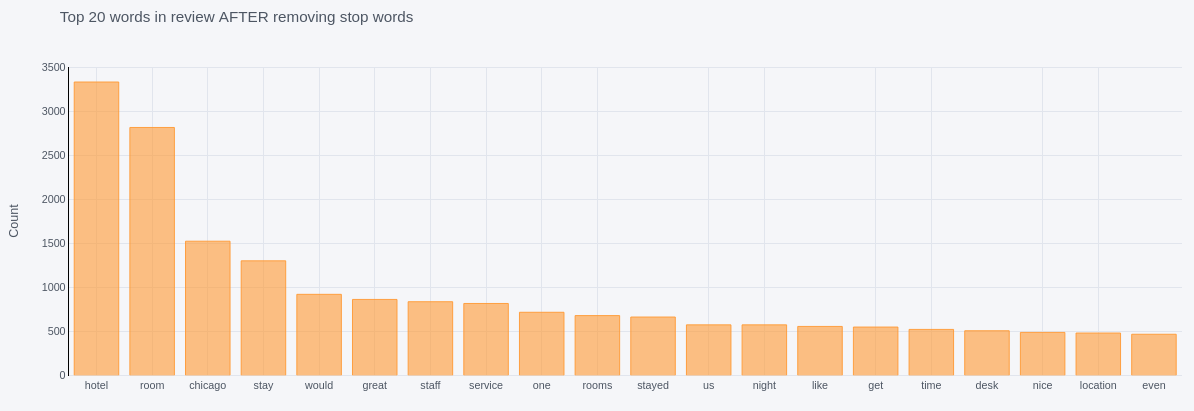 Top 20 words in review AFTER removing stop words
Count
3500
3000
2500
2000
1500
1000
500
0
hotel room chicago stay would great staff service one rooms stayed us night like get time desk nice location even